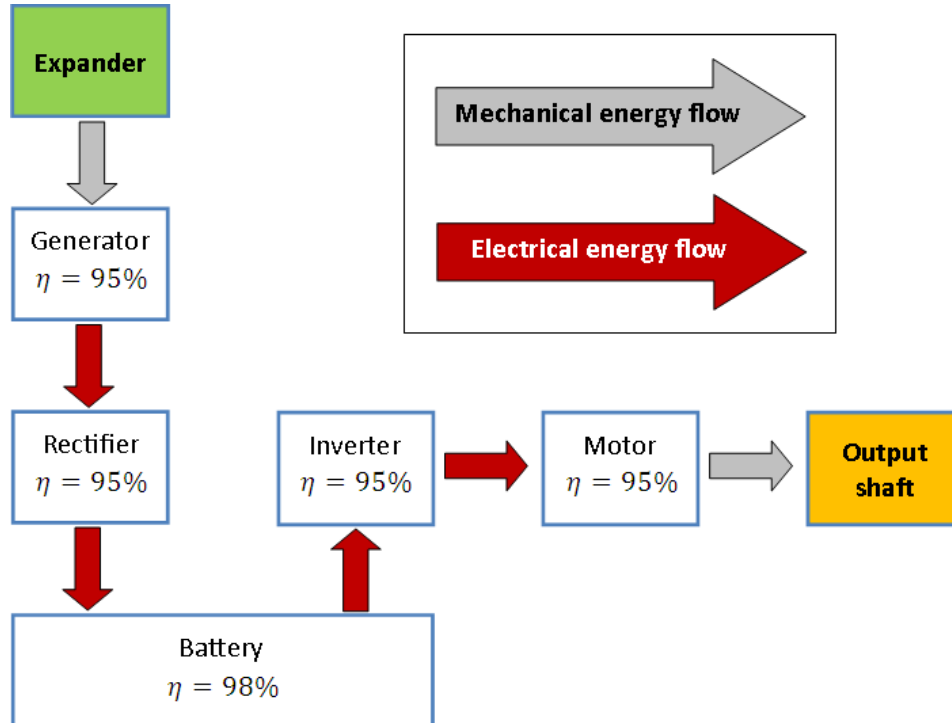 Expander
Mechanical energy flow
Electrical energy flow
Generator
η = 95%
Rectifier
η = 95%
Battery
η = 98%
Inverter
η = 95%
Motor
η = 95%
Output
shaft